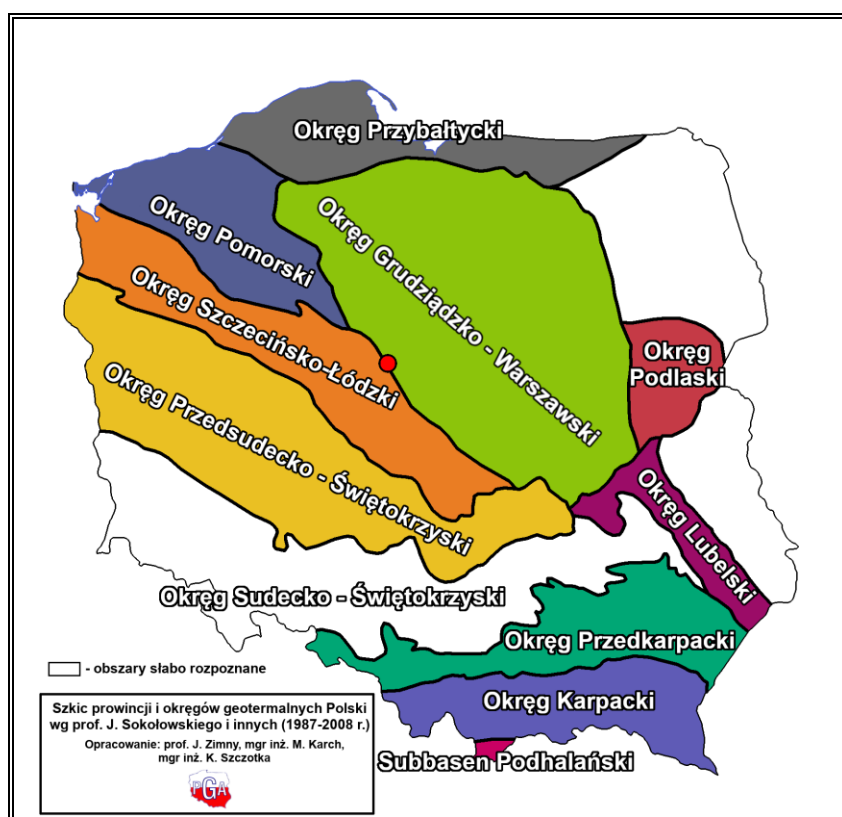 Okręg Przybałtycki
Okręg Pomorski
Okręg Grudziądzko - Warszawski
Okręg Szczecińsko-Łódzki
Okręg Podlaski
Okręg Przedsudecko - Świętokrzyski
Okręg Lubelski
Okręg Sudecko - Świętokrzyski
Okręg Przedkarpacki
- obszary słabo rozpoznane
Okręg Karpacki
Subbasen Podhalański
Szkic prowincji i okręgów geotermalnych Polski
wg prof. J. Sokołowskiego i innych (1987-2008 r.)
Opracowanie: prof. J. Zimny, mgr inż. M. Karch,
mgr inż. K. Szczotka
PGA